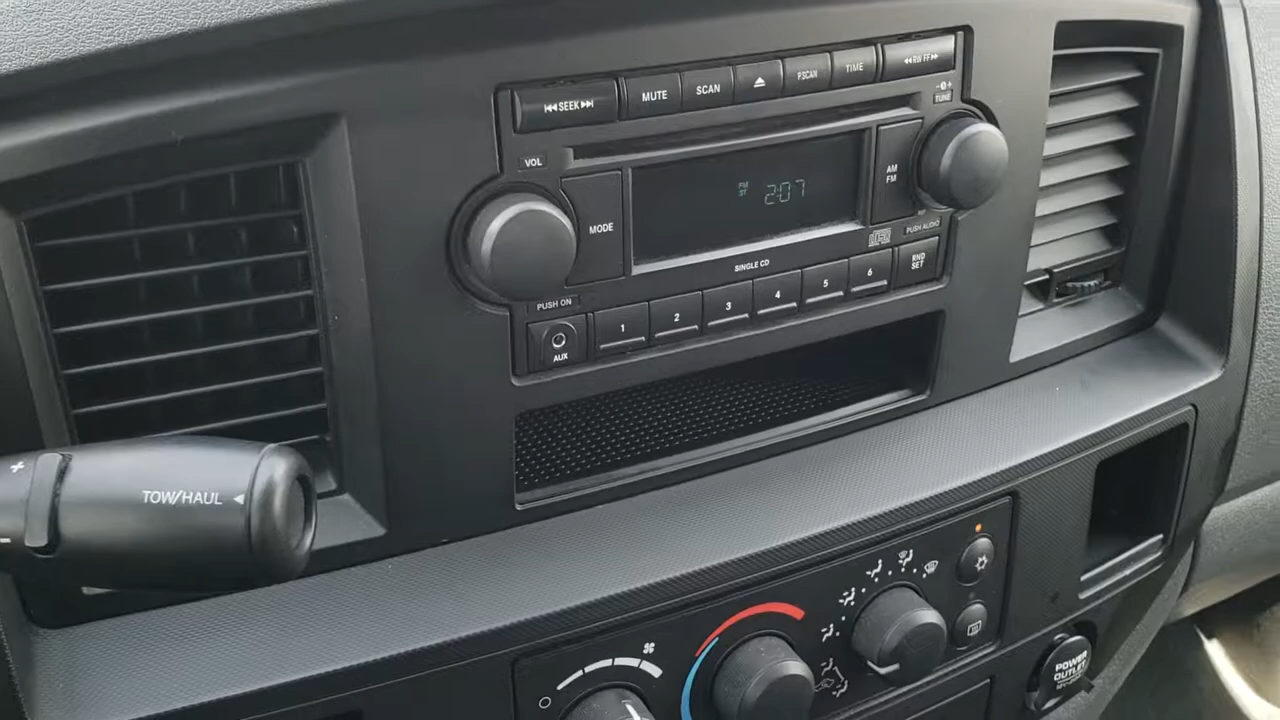 SEEK
MUTE
SCAN
P.SCAN
TIME
RW FF
TUNE
VOL
MODE
FM
ST
2:07
AM
FM
PUSH AUDIO
SINGLE CD
PUSH ON
AUX
1
2
3
4
5
6
RND
SET
TOW/HAUL
+
-
POWER
OUTLET